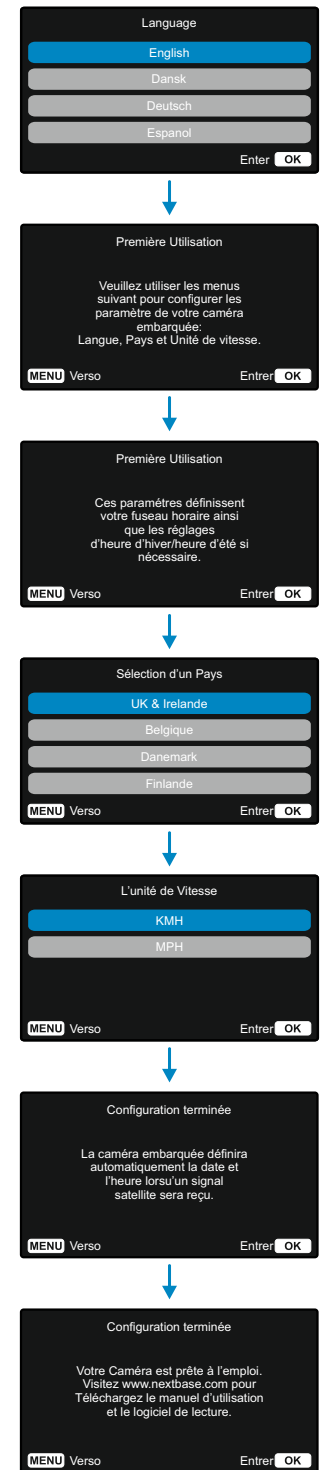 Language
English
Dansk
Deutsch
Espanol
Enter OK
Première Utilisation
Veuillez utiliser les menus
suivant pour configurer les
paramètre de votre caméra
embarquée:
Langue, Pays et Unité de vitesse.
MENU Verso Entrer OK
Première Utilisation
Ces paramétres définissent
votre fuseau horaire ainsi
que les réglages
d'heure d'hiver/heure d'été si
nécessaire.
MENU Verso Entrer OK
Sélection d'un Pays
UK & Irelande
Belgique
Danemark
Finlande
MENU Verso Entrer OK
L'unité de Vitesse
KMH
MPH
MENU Verso Entrer OK
Configuration terminée
La caméra embarquée définira
automatiquement la date et
l'heure lorsu'un signal
satellite sera reçu.
MENU Verso Entrer OK
Configuration terminée
Votre Caméra est prête à l'emploi.
Visitez www.nextbase.com pour
Téléchargez le manuel d'utilisation
et le logiciel de lecture.
MENU Verso Entrer OK